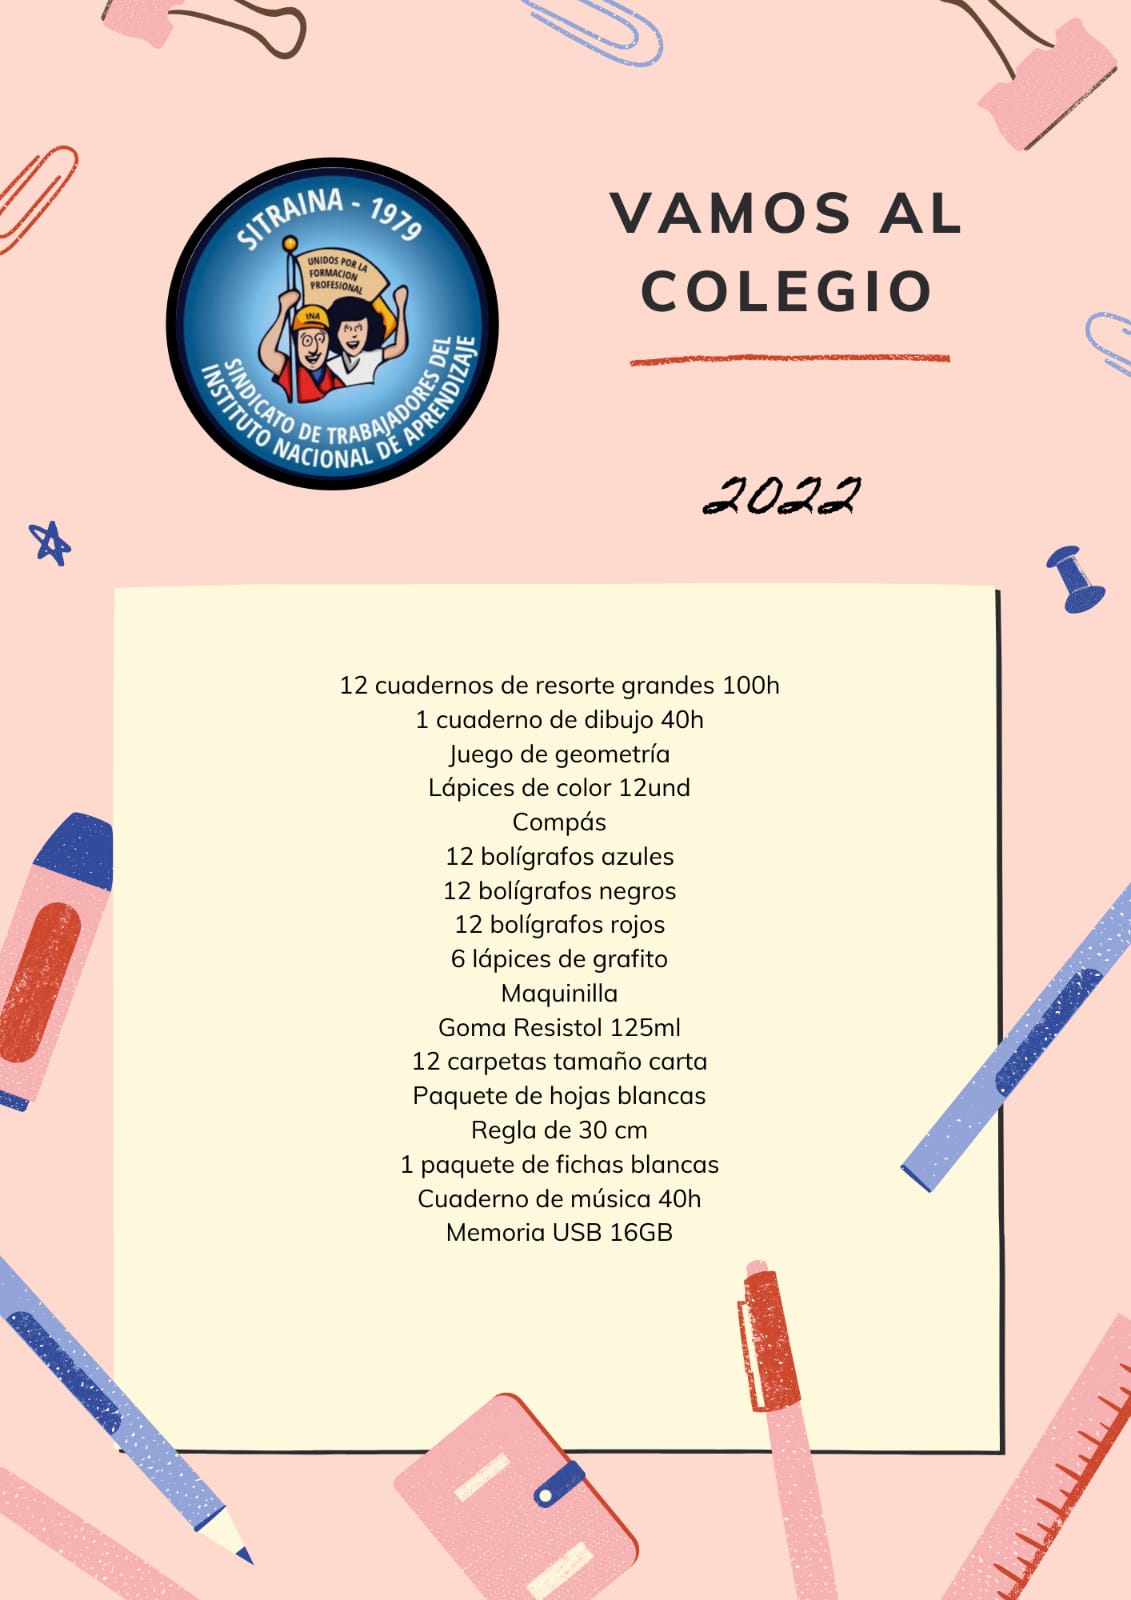 SITRAINA - 1979
UNIDOS POR LA
FORMACION
PROFESIONAL
INA
SINDICATO DE TRABAJADORES DEL
INSTITUTO NACIONAL DE APRENDIZAJE
VAMOS AL
COLEGIO
2022
12 cuadernos de resorte grandes 100h
1 cuaderno de dibujo 40h
Juego de geometría
Lápices de color 12und
Compás
12 bolígrafos azules
12 bolígrafos negros
12 bolígrafos rojos
6 lápices de grafito
Maquinilla
Goma Resistol 125ml
12 carpetas tamaño carta
Paquete de hojas blancas
Regla de 30 cm
1 paquete de fichas blancas
Cuaderno de música 40h
Memoria USB 16GB